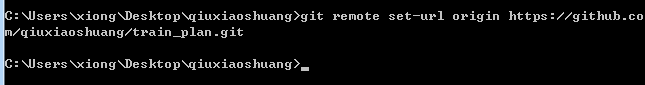 C:\Users\xiong\Desktop\qiuxiaoshuang>git remote set-url origin https://github.co
m/qiuxiaoshuang/train_plan.git
C:\Users\xiong\Desktop\qiuxiaoshuang>